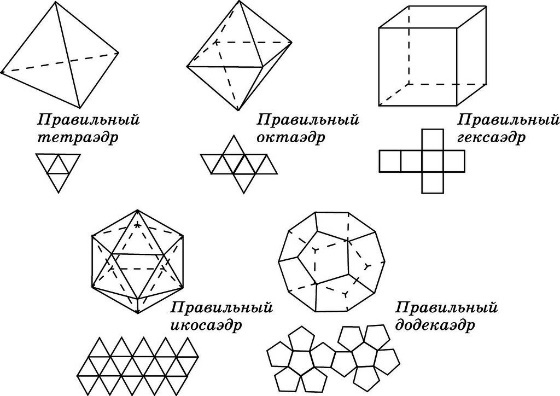 Правильный
тетраэдр
Правильный
октаэдр
Правильный
гексаэдр
Правильный
икосаэдр
Правильный
додекаэдр